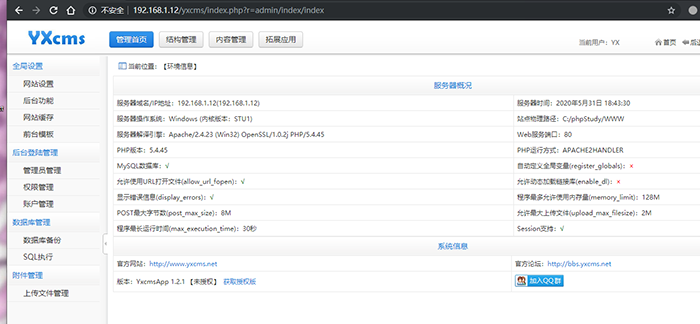 不安全 | 192.168.1.12/yxcms/index.php?r=admin/index/index
YXcms 管理首页 结构管理 内容管理 拓展应用 当前用户：YX 首页
全局设置
网站设置
后台功能
网站缓存
前台模板
后台登陆管理
管理员管理
权限管理
账户管理
数据库管理
数据库备份
SQL执行
附件管理
上传文件管理
当前位置：【环境信息】
服务器概况
服务器域名/IP地址：192.168.1.12(192.168.1.12) 服务器时间：2020年5月31日 18:43:30
服务器操作系统：Windows (内核版本：STU1) 站点物理路径：C:/phpStudy/WWW
服务器解译引擎：Apache/2.4.23 (Win32) OpenSSL/1.0.2j PHP/5.4.45 Web服务端口：80
PHP版本：5.4.45 PHP运行方式：APACHE2HANDLER
MySQL数据库：√ 自定义全局变量(register_globals)：×
允许使用URL打开文件(allow_url_fopen)：√ 允许动态加载链接库(enable_dl)：×
显示错误信息(display_errors)：√ 程序最多允许使用内存量(memory_limit)：128M
POST最大字节数(post_max_size)：8M 允许最大上传文件(upload_max_filesize)：2M
程序最长运行时间(max_execution_time)：30秒 Session支持：√
系统信息
官方网站：http://www.yxcms.net 官方论坛：http://bbs.yxcms.net
版本：YxcmsApp 1.2.1 【未授权】 获取授权版 加入QQ群